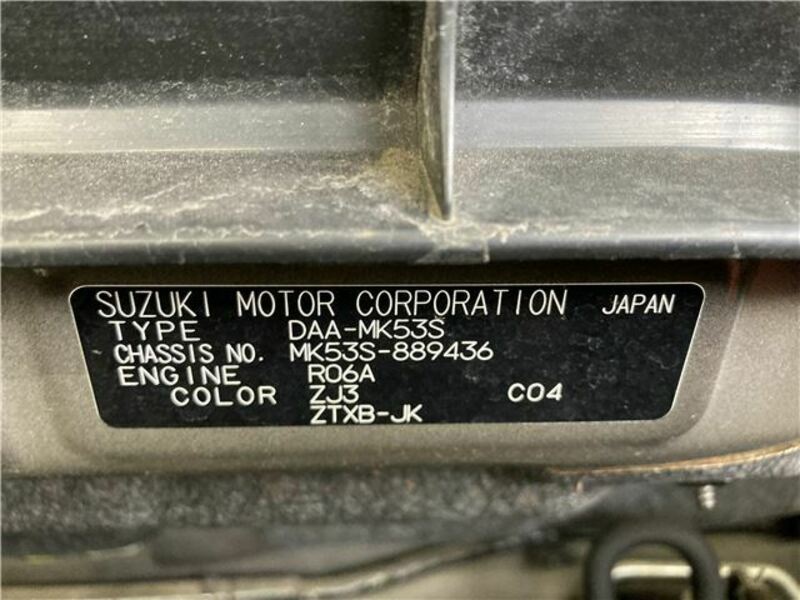 SUZUKI MOTOR CORPORATION JAPAN
TYPE DAA-MK53S
CHASSIS NO. MK53S-889436
ENGINE R06A
COLOR ZJ3 C04
ZTXB-JK